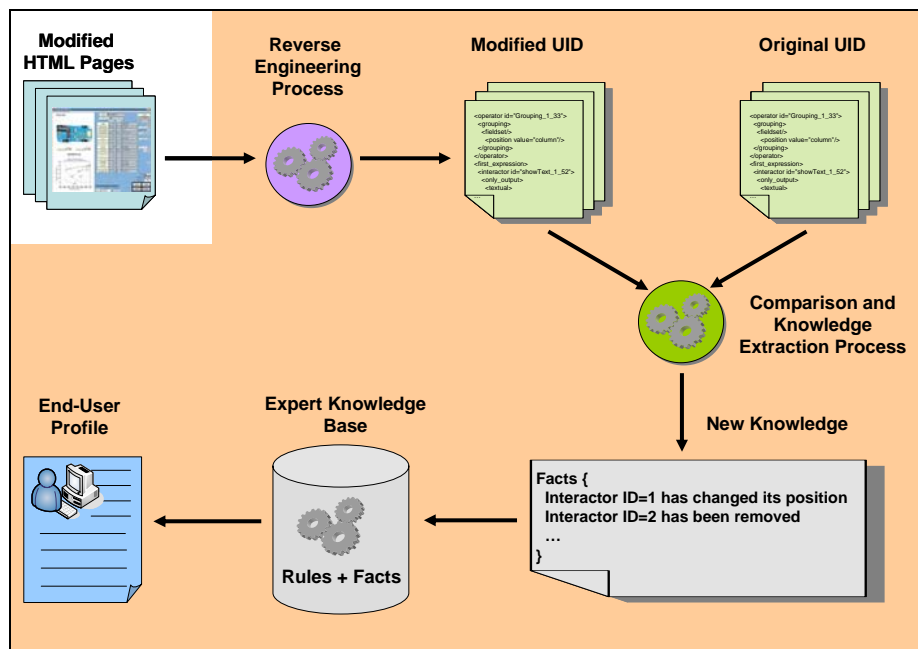 Modified
HTML Pages
Reverse
Engineering
Process
Modified UID
<operator id="Grouping_1_33">
<grouping>
<fieldset/>
<position value="column"/>
</grouping>
</operator>
<first_expression>
<interactor id="showText_1_52">
<only_output>
<textual>
...
Original UID
<operator id="Grouping_1_33">
<grouping>
<fieldset/>
<position value="column"/>
</grouping>
</operator>
<first_expression>
<interactor id="showText_1_52">
<only_output>
<textual>
...
Comparison and
Knowledge
Extraction Process
New Knowledge
Facts {
Interactor ID=1 has changed its position
Interactor ID=2 has been removed
…
}
Expert Knowledge
Base
Rules + Facts
End-User
Profile